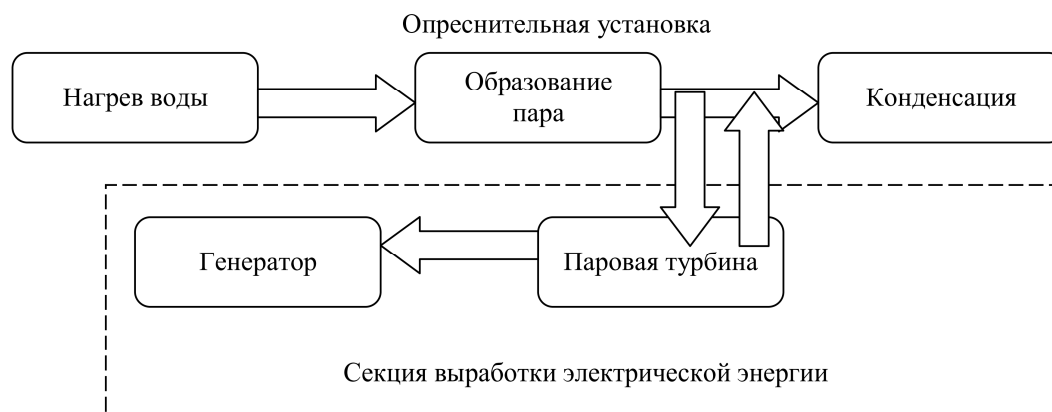 Опреснительная установка
Нагрев воды
Образование
пара
Конденсация
Генератор
Паровая турбина
Секция выработки электрической энергии